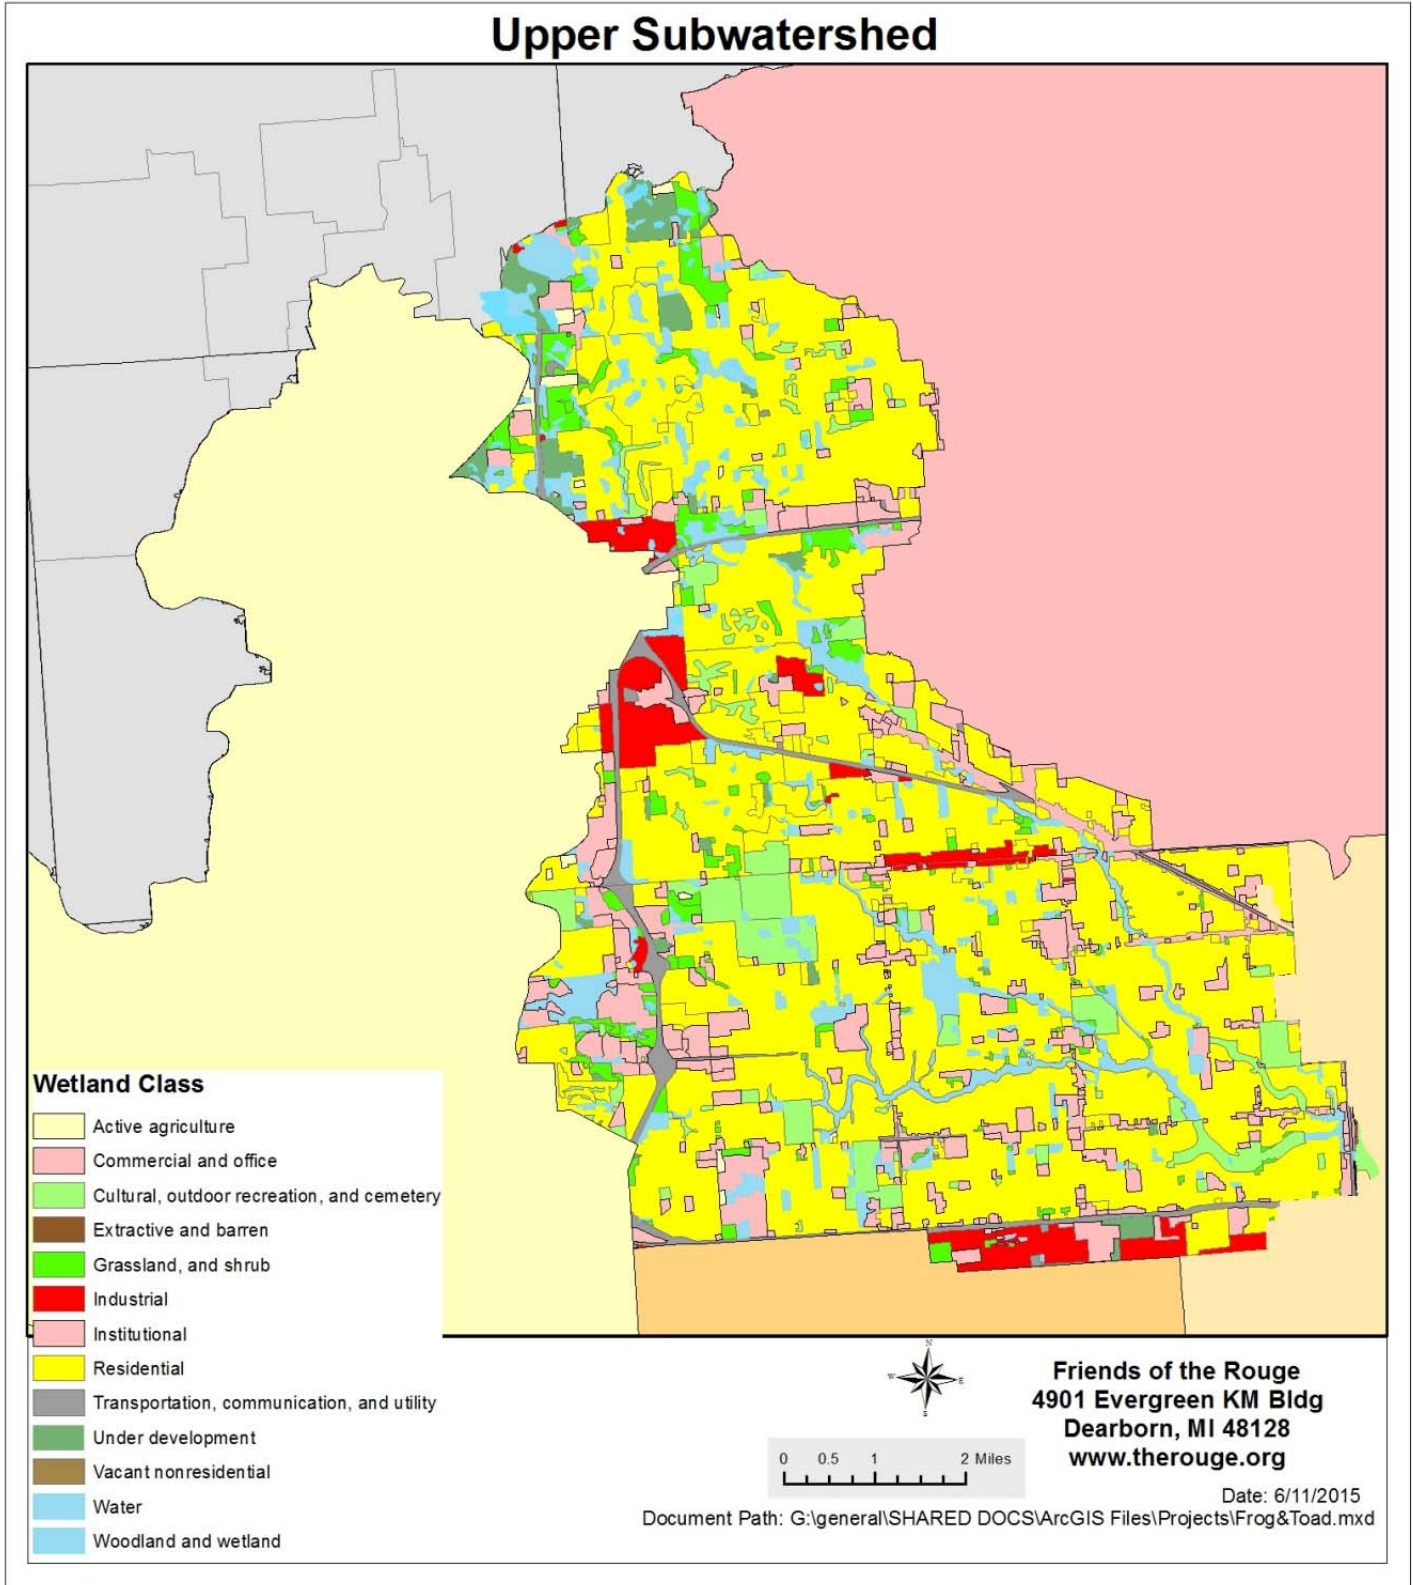 Upper Subwatershed
Wetland Class
Active agriculture
Commercial and office
Cultural, outdoor recreation, and cemetery
Extractive and barren
Grassland, and shrub
Industrial
Institutional
Residential
Transportation, communication, and utility
Under development
Vacant nonresidential
Water
Woodland and wetland
N
W E
S
0 0.5 1 2 Miles
Friends of the Rouge
4901 Evergreen KM Bldg
Dearborn, MI 48128
www.therouge.org
Date: 6/11/2015
Document Path: G:\general\SHARED DOCS\ArcGIS Files\Projects\Frog&Toad.mxd